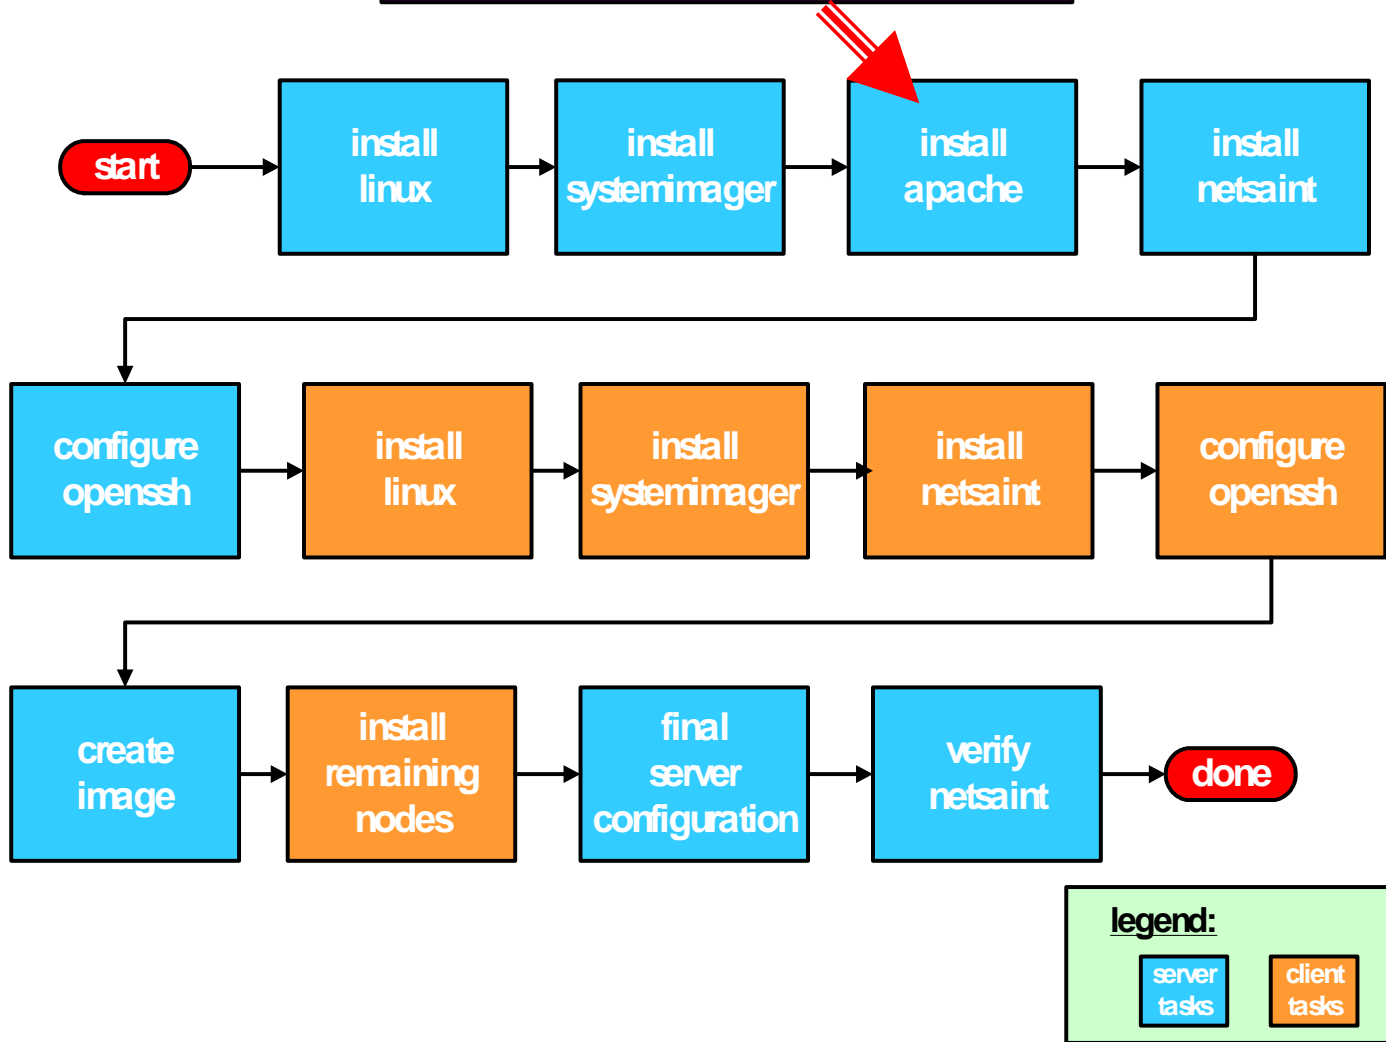 start
install
linux
install
systemimager
install
apache
install
netsaint
configure
openssh
install
linux
install
systemimager
install
netsaint
configure
openssh
create
image
install
remaining
nodes
final
server
configuration
verify
netsaint
done
legend:
server
tasks
client
tasks